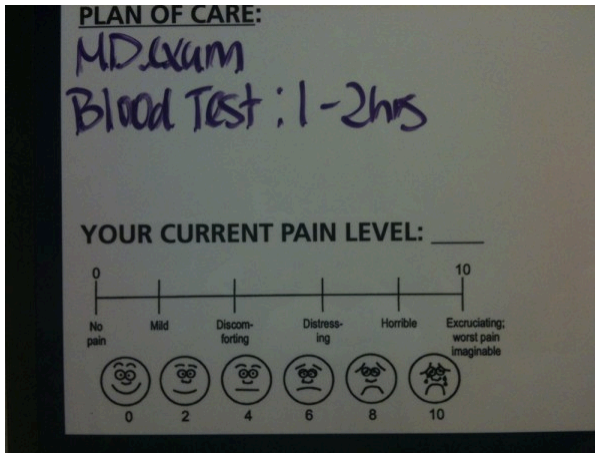 PLAN OF CARE:
MD.exam
Blood Test: 1-2hrs
YOUR CURRENT PAIN LEVEL: ____
0 10
No pain
Mild
Discom-
forting
Distress-
ing
Horrible
Excruciating;
worst pain
imaginable
0 2 4 6 8 10